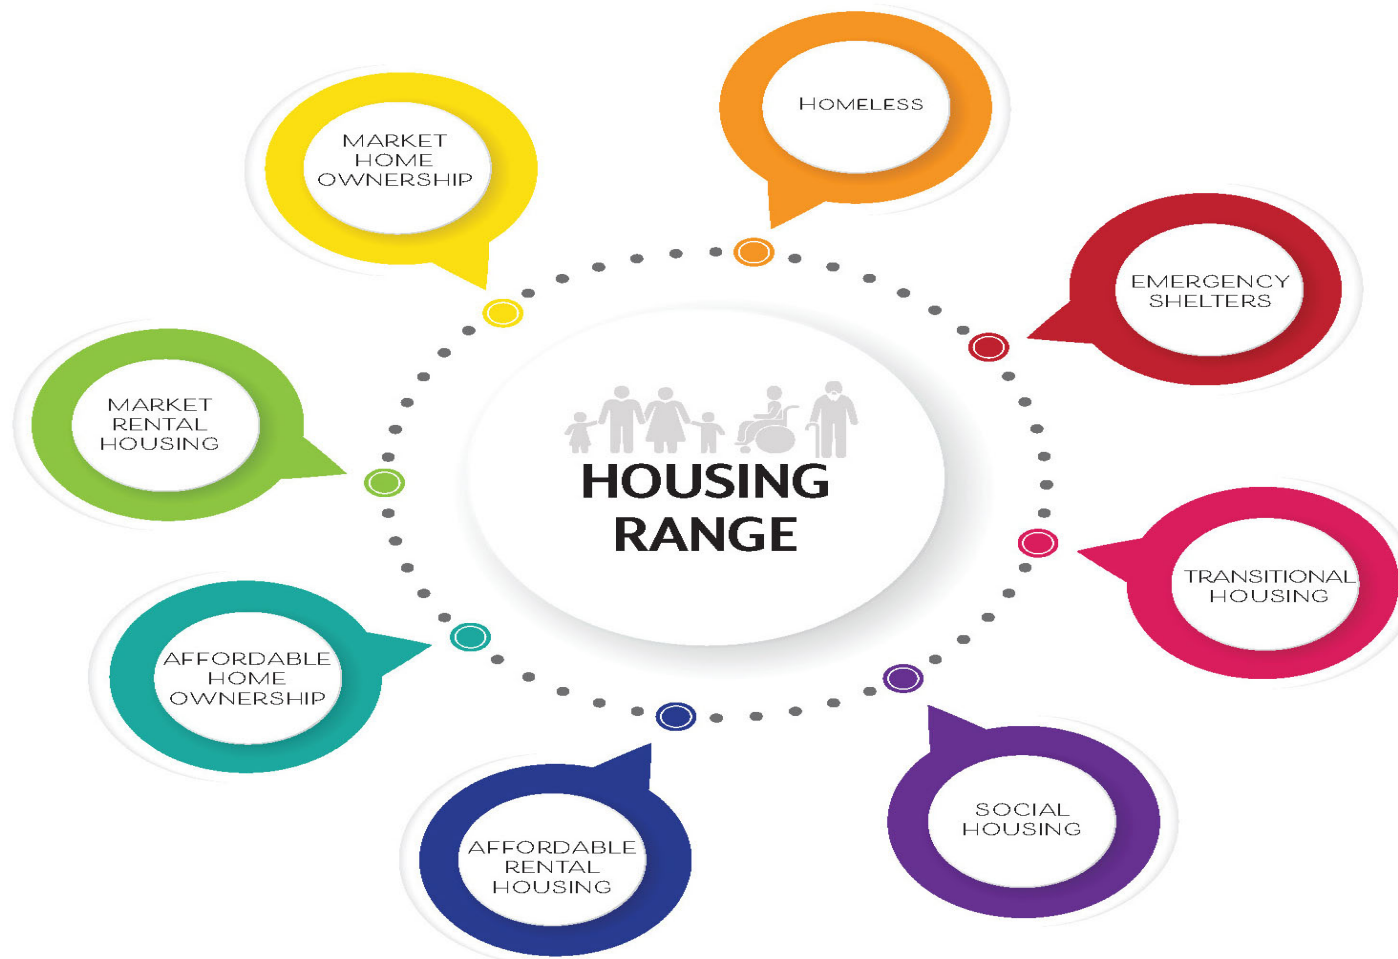 HOMELESS
EMERGENCY
SHELTERS
TRANSITIONAL
HOUSING
SOCIAL
HOUSING
AFFORDABLE
RENTAL
HOUSING
AFFORDABLE
HOME
OWNERSHIP
MARKET
RENTAL
HOUSING
MARKET
HOME
OWNERSHIP
HOUSING
RANGE